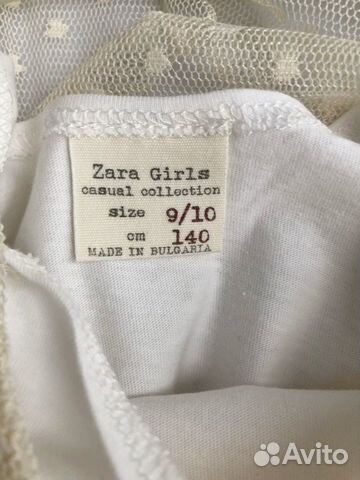 Zara Girls
casual collection
size 9/10
cm 140
MADE IN BULGARIA
Avito